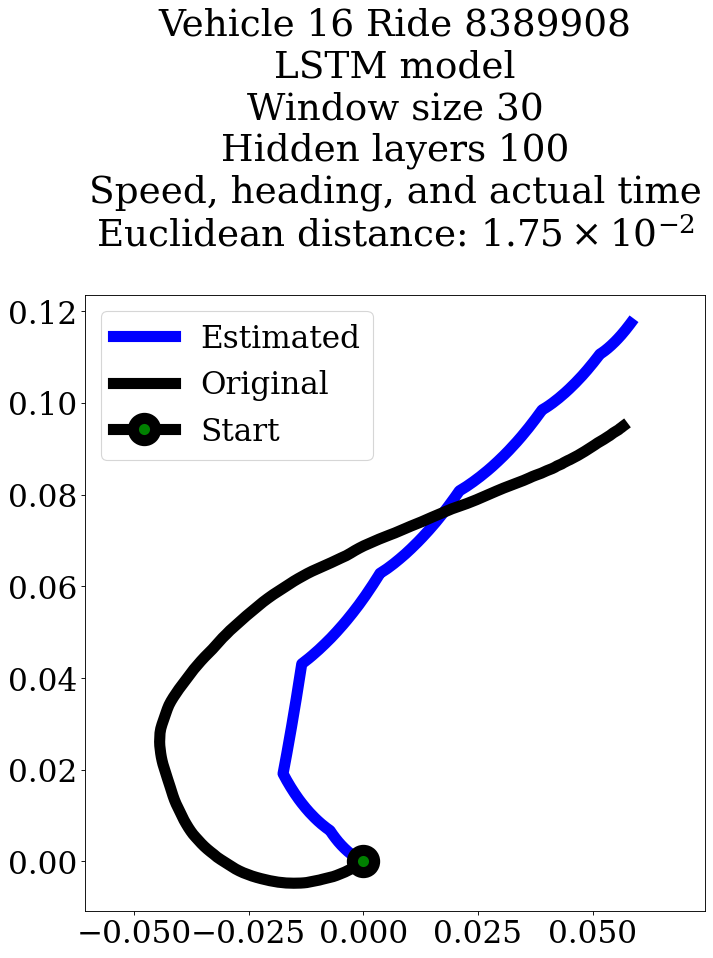 Vehicle 16 Ride 8389908
LSTM model
Window size 30
Hidden layers 100
Speed, heading, and actual time
Euclidean distance: 1.75 × 10⁻²
0.12
0.10
0.08
0.06
0.04
0.02
0.00
Estimated
Original
Start
−0.050 −0.025 0.000 0.025 0.050